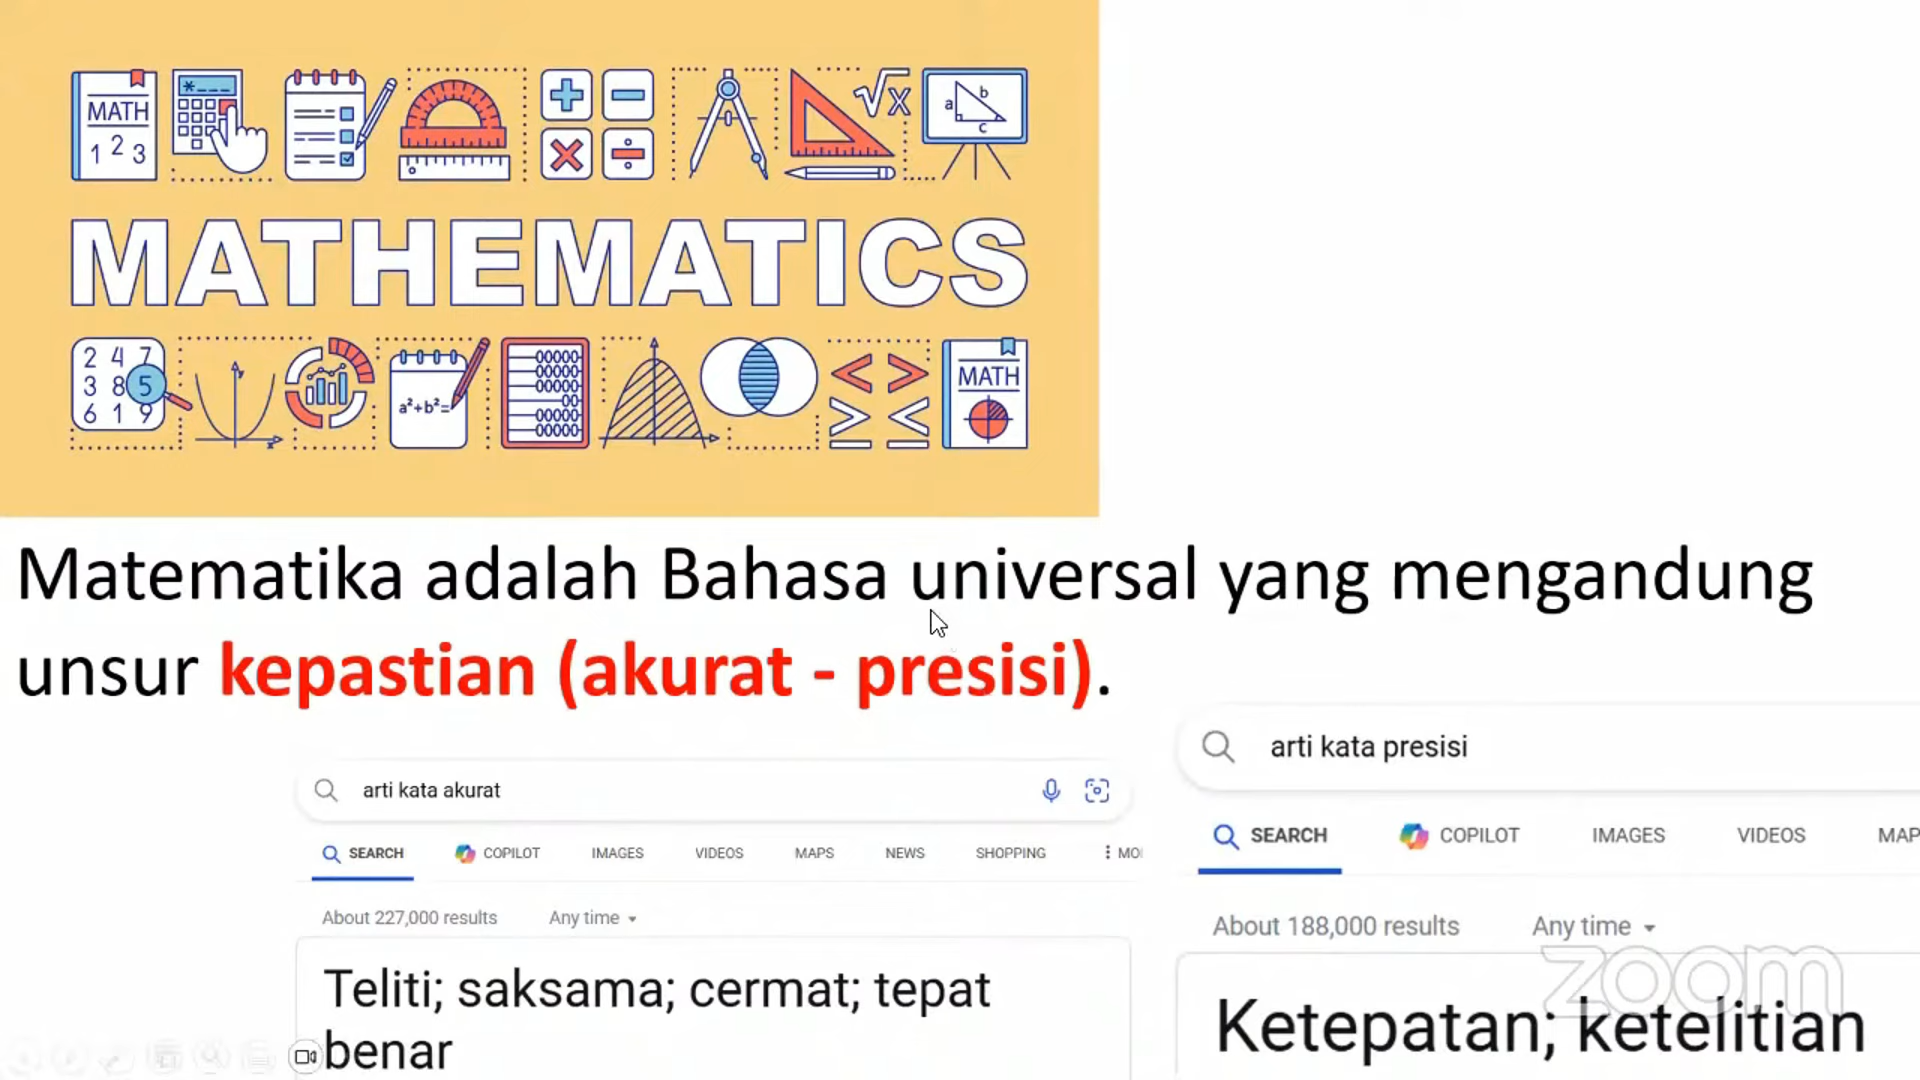 MATH
1 2 3
*
√x
a b
c
MATHEMATICS
2 4 7
3 8 5
6 1 9
y
x
a²+b²=
MATH
Matematika adalah Bahasa universal yang mengandung
unsur kepastian (akurat - presisi).
arti kata akurat
SEARCH COPILOT IMAGES VIDEOS MAPS NEWS SHOPPING MO
About 227,000 results Any time
Teliti; saksama; cermat; tepat
benar
arti kata presisi
SEARCH COPILOT IMAGES VIDEOS MAP
About 188,000 results Any time
Ketepatan; ketelitian
zoom